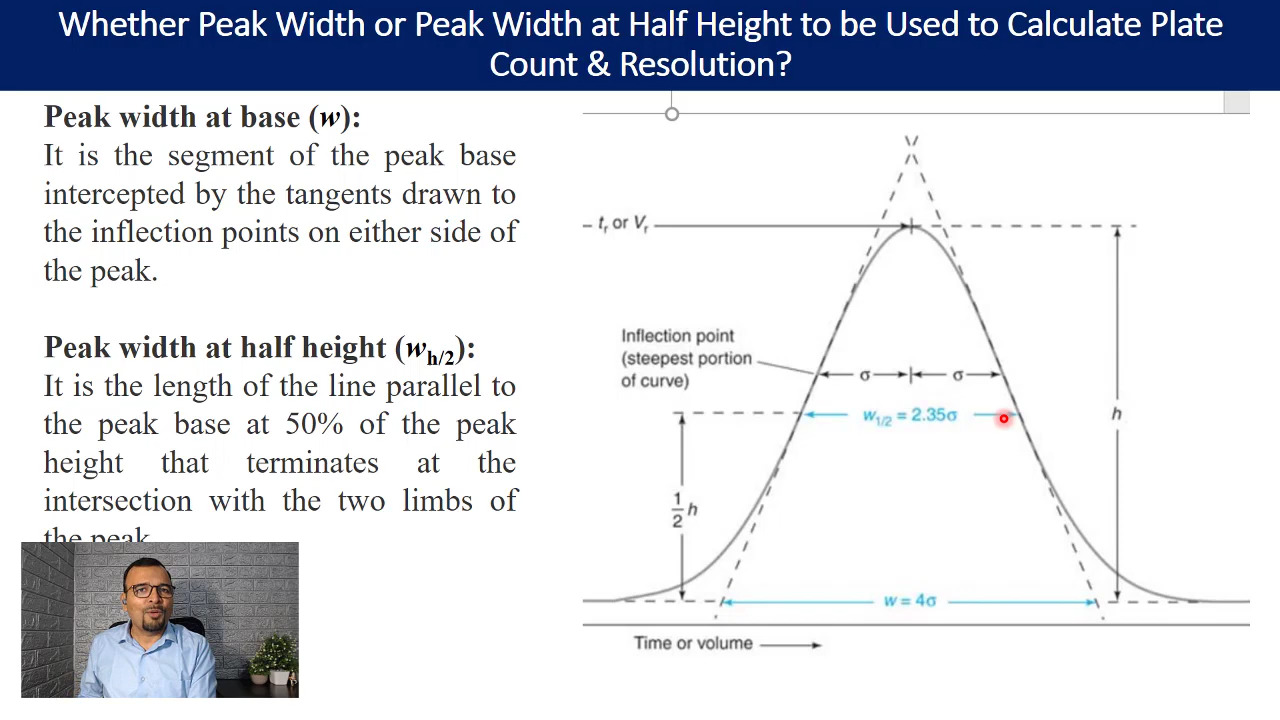 Whether Peak Width or Peak Width at Half Height to be Used to Calculate Plate
Count & Resolution?
Peak width at base (w):
It is the segment of the peak base
intercepted by the tangents drawn to
the inflection points on either side of
the peak.
Peak width at half height (wh/2):
It is the length of the line parallel to
the peak base at 50% of the peak
height that terminates at the
intersection with the two limbs of
the peak
tr or Vr
Inflection point
(steepest portion
of curve)
σ σ
w1/2 = 2.35σ
h
1/2 h
w = 4σ
Time or volume